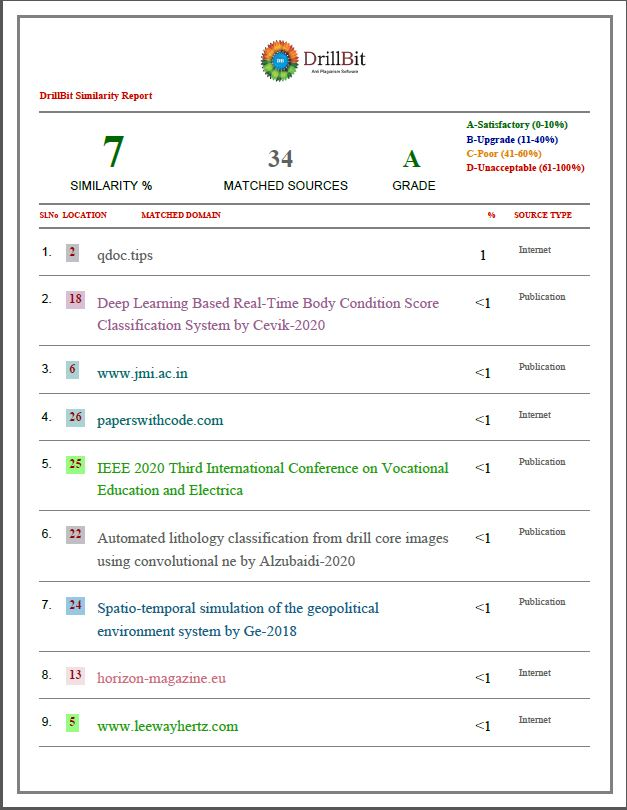 DB
DrillBit
Anti Plagiarism Software
DrillBit Similarity Report
7
SIMILARITY %
34
MATCHED SOURCES
A
GRADE
A-Satisfactory (0-10%)
B-Upgrade (11-40%)
C-Poor (41-60%)
D-Unacceptable (61-100%)
Sl.No LOCATION MATCHED DOMAIN % SOURCE TYPE
1. 2 qdoc.tips 1 Internet
2. 18 Deep Learning Based Real-Time Body Condition Score <1 Publication
Classification System by Cevik-2020
3. 6 www.jmi.ac.in <1 Publication
4. 26 paperswithcode.com <1 Internet
5. 25 IEEE 2020 Third International Conference on Vocational <1 Publication
Education and Electrica
6. 22 Automated lithology classification from drill core images <1 Publication
using convolutional ne by Alzubaidi-2020
7. 24 Spatio-temporal simulation of the geopolitical <1 Publication
environment system by Ge-2018
8. 13 horizon-magazine.eu <1 Internet
9. 5 www.leewayhertz.com <1 Internet